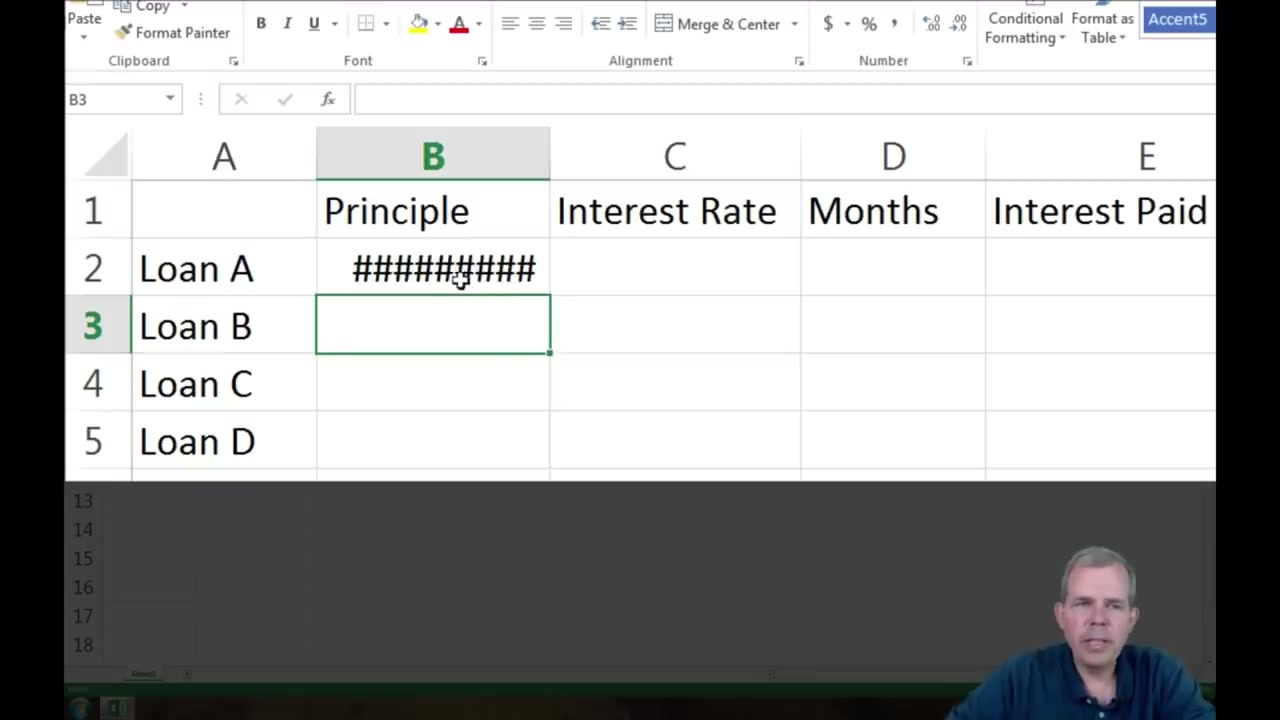 Paste
Copy
Format Painter
B I U
A
Merge & Center
$ % ,
Conditional
Formatting
Format as
Table
Accent5
Clipboard
Font
Alignment
Number
B3
fx
A B C D E
1 Principle Interest Rate Months Interest Paid
2 Loan A #########
3 Loan B
4 Loan C
5 Loan D
13
14
15
16
17
18
Sheet1